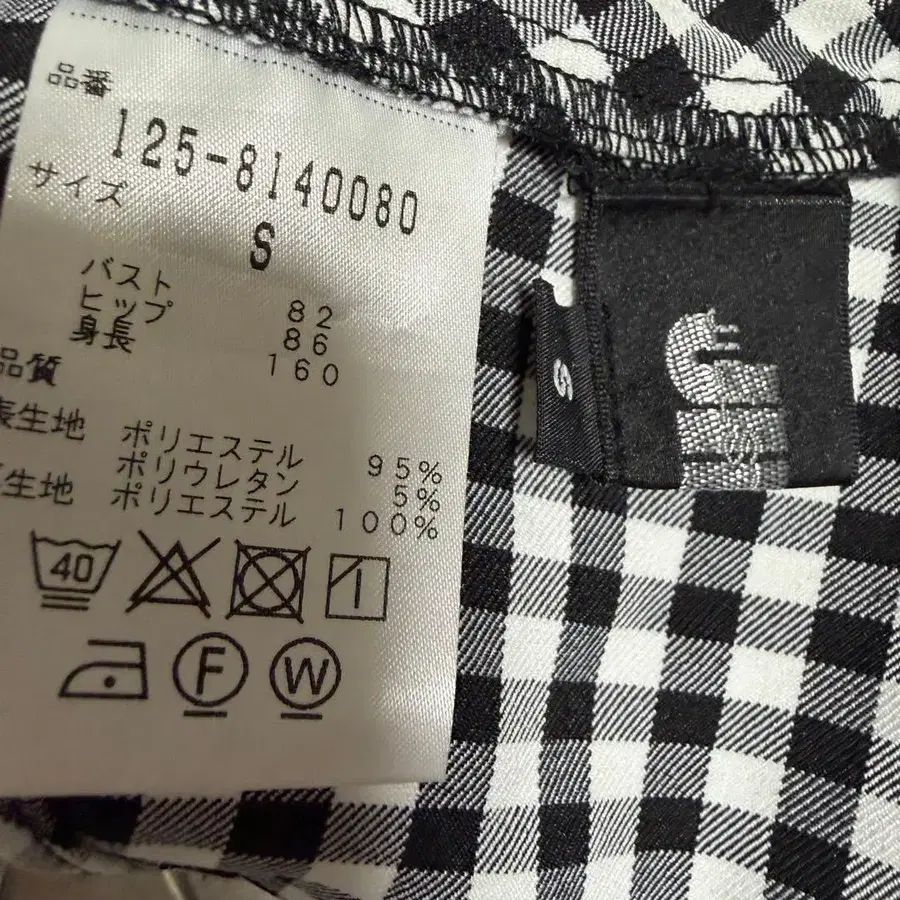 品番
125-8140080
サイズ
S
バスト 82
ヒップ 86
身長 160
品質
表生地 ポリエステル 95%
ポリウレタン 5%
生地 ポリエステル 100%
40
F
W
S